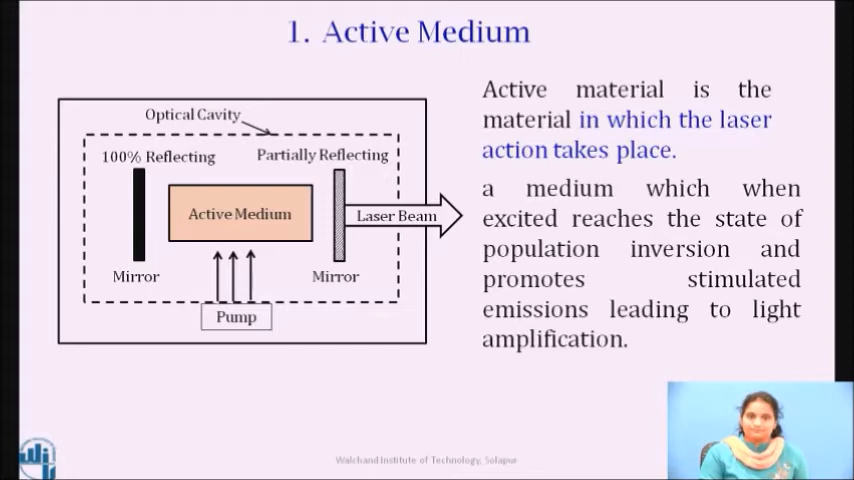 1. Active Medium
Optical Cavity
100% Reflecting
Partially Reflecting
Active Medium
Laser Beam
Mirror
Mirror
Pump
Active material is the
material in which the laser
action takes place.
a medium which when
excited reaches the state of
population inversion and
promotes stimulated
emissions leading to light
amplification.
Walchand Institute of Technology, Solapur